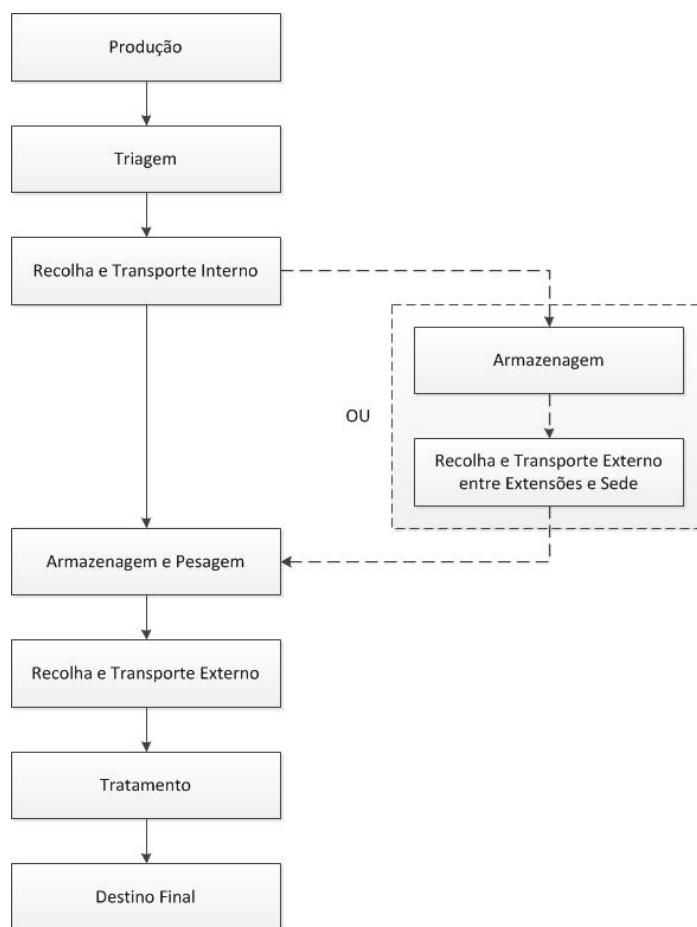 Produção
Triagem
Recolha e Transporte Interno
Armazenagem
OU
Recolha e Transporte Externo
entre Extensões e Sede
Armazenagem e Pesagem
Recolha e Transporte Externo
Tratamento
Destino Final